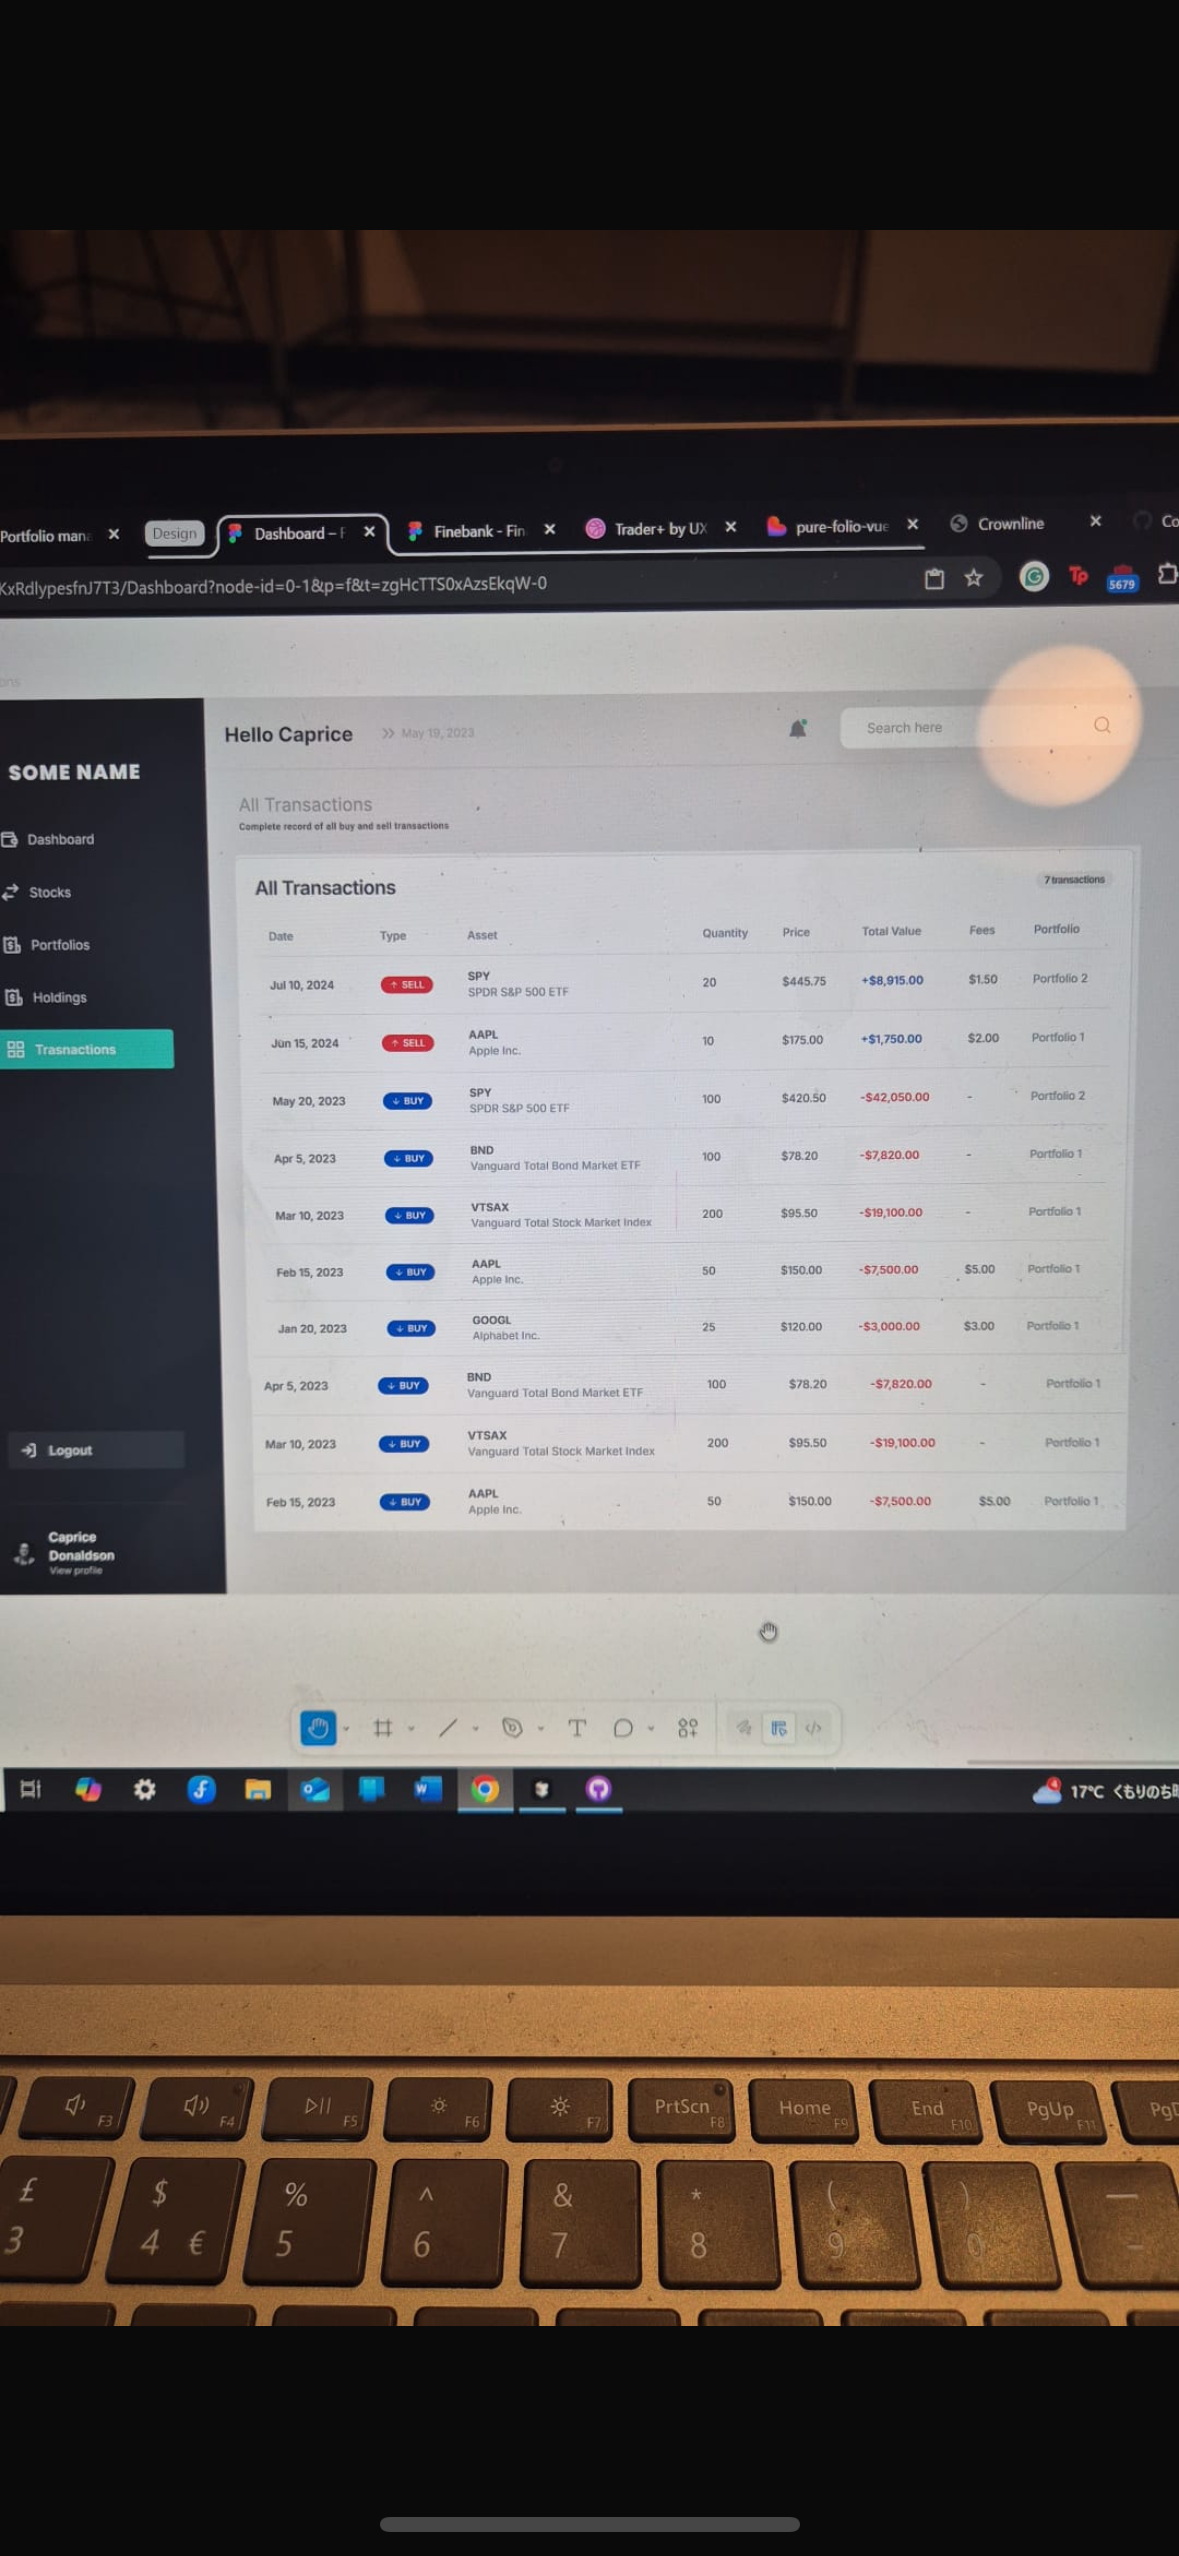 Portfolio mana
Design
Dashboard – F
Finebank - Fin
Trader+ by UX
pure-folio-vue
Crownline
Co
KxRdlypesfnJ7T3/Dashboard?node-id=0-1&p=f&t=zgHcTTS0xAzsEkqW-0
Tp
5679
ons
Hello Caprice
May 19, 2023
Search here
SOME NAME
Dashboard
Stocks
Portfolios
Holdings
Trasnactions
Logout
Caprice
Donaldson
View profile
All Transactions
Complete record of all buy and sell transactions
All Transactions
7 transactions
Date Type Asset Quantity Price Total Value Fees Portfolio
Jul 10, 2024 ↑ SELL SPY 20 $445.75 +$8,915.00 $1.50 Portfolio 2
SPDR S&P 500 ETF
Jun 15, 2024 ↑ SELL AAPL 10 $175.00 +$1,750.00 $2.00 Portfolio 1
Apple Inc.
May 20, 2023 ↓ BUY SPY 100 $420.50 -$42,050.00 - Portfolio 2
SPDR S&P 500 ETF
Apr 5, 2023 ↓ BUY BND 100 $78.20 -$7,820.00 - Portfolio 1
Vanguard Total Bond Market ETF
Mar 10, 2023 ↓ BUY VTSAX 200 $95.50 -$19,100.00 - Portfolio 1
Vanguard Total Stock Market Index
Feb 15, 2023 ↓ BUY AAPL 50 $150.00 -$7,500.00 $5.00 Portfolio 1
Apple Inc.
Jan 20, 2023 ↓ BUY GOOGL 25 $120.00 -$3,000.00 $3.00 Portfolio 1
Alphabet Inc.
Apr 5, 2023 ↓ BUY BND 100 $78.20 -$7,820.00 - Portfolio 1
Vanguard Total Bond Market ETF
Mar 10, 2023 ↓ BUY VTSAX 200 $95.50 -$19,100.00 - Portfolio 1
Vanguard Total Stock Market Index
Feb 15, 2023 ↓ BUY AAPL 50 $150.00 -$7,500.00 $5.00 Portfolio 1
Apple Inc.
T
</>
4
17°C くもりのち
F3 F4 F5 F6 F7 PrtScn F8 Home F9 End F10 PgUp F11
£ $ % ^ & * ( ) —
3 4 € 5 6 7 8 9 0 -